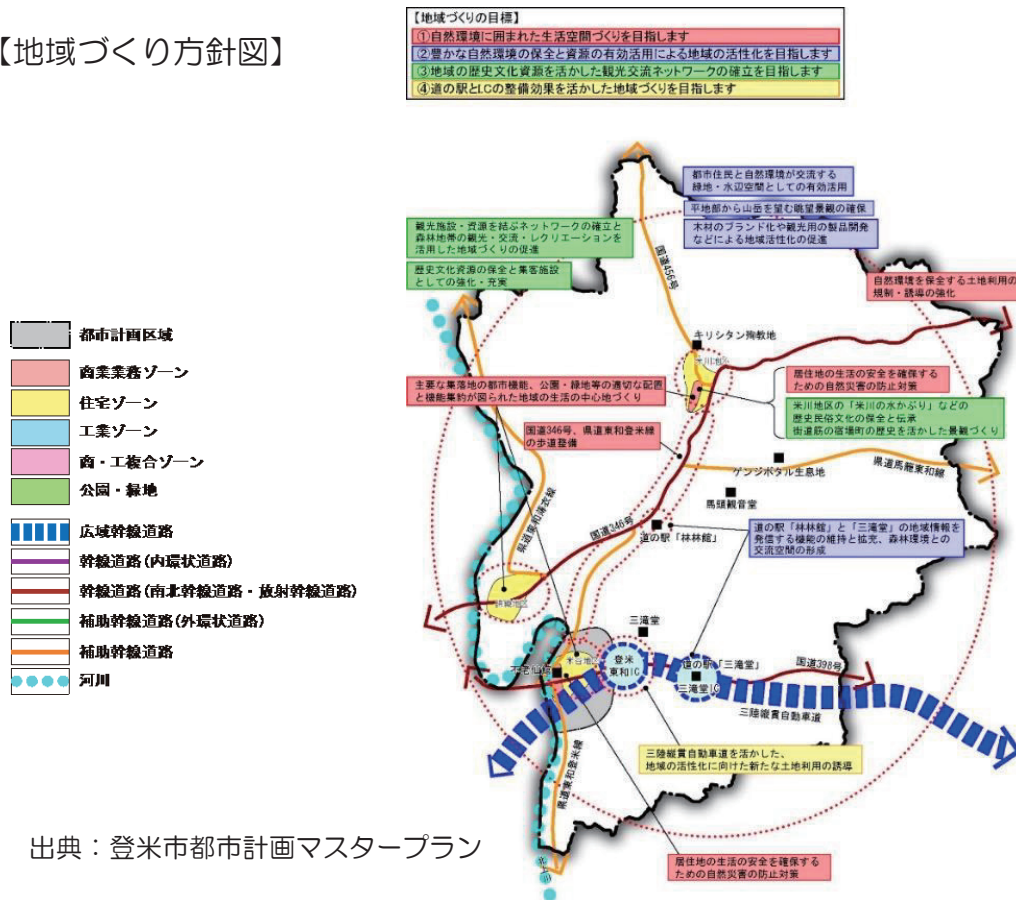 【地域づくり方針図】
【地域づくりの目標】
①自然環境に囲まれた生活空間づくりを目指します
②豊かな自然環境の保全と資源の有効活用による地域の活性化を目指します
③地域の歴史文化資源を活かした観光交流ネットワークの確立を目指します
④道の駅とI.Cの整備効果を活かした地域づくりを目指します
都市住民と自然環境が交流する
緑地・水辺空間としての有効活用
平地部から山岳を望む眺望景観の確保
木材のブランド化や観光用の製品開発
などによる地域活性化の促進
観光施設・資源を結ぶネットワークの確立と
森林地帯の観光・交流・レクリエーションを
活用した地域づくりの促進
歴史文化資源の保全と集客施設
としての強化・充実
国道456号
自然環境を保全する土地利用の
規制・誘導の強化
都市計画区域
商業業務ゾーン
住宅ゾーン
工業ゾーン
商・工複合ゾーン
公園・緑地
広域幹線道路
幹線道路(内環状道路)
幹線道路(南北幹線道路・放射幹線道路)
補助幹線道路(外環状道路)
補助幹線道路
河川
キリシタン殉教地
米川地区
主要な集落地の都市機能、公園・緑地等の適切な配置
と機能集約が図られた地域の生活の中心地づくり
居住地の生活の安全を確保する
ための自然災害の防止対策
米川地区の「米川の水かぶり」などの
歴史民俗文化の保全と伝承
街道筋の宿場町の歴史を活かした景観づくり
国道346号、県道東和登米線
の歩道整備
ゲンジボタル生息地
県道馬籠東和線
馬頭観音堂
県道東和薄衣線
国道346号
道の駅「林林館」
道の駅「林林館」と「三滝堂」の地域情報を
発信する機能の維持と拡充、森林環境との
交流空間の形成
錦織地区
三滝堂
米谷地区
登米
東和IC
道の駅「三滝堂」
国道398号
三滝堂IC
三陸縦貫自動車道
県道東和登米線
三陸縦貫自動車道を活かした、
地域の活性化に向けた新たな土地利用の誘導
居住地の生活の安全を確保する
ための自然災害の防止対策
出典：登米市都市計画マスタープラン